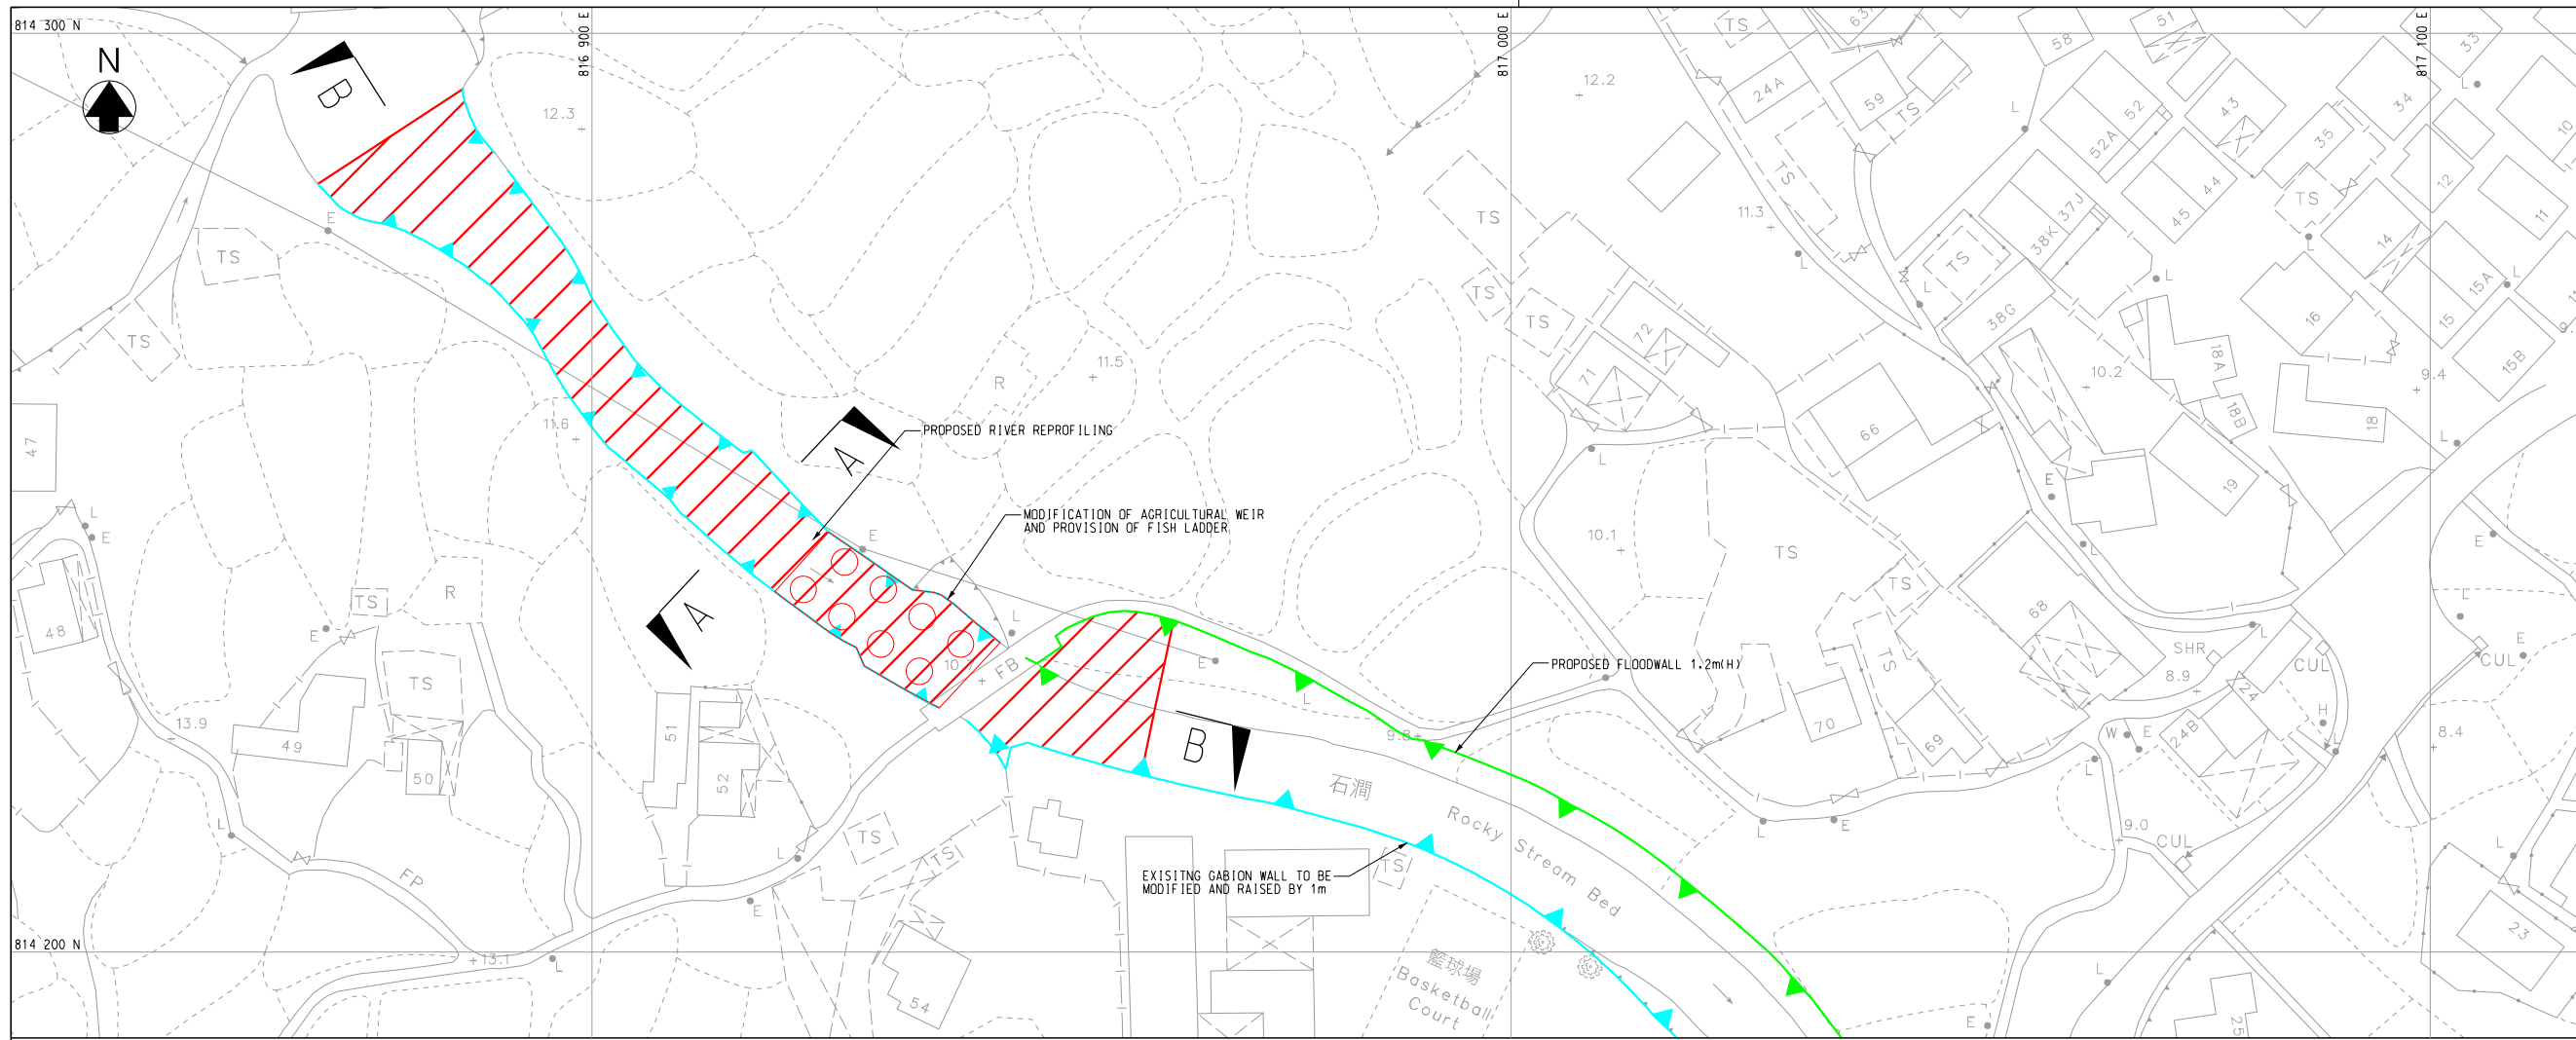 814 300 N
816 900 E
817 000 E
817 100 E
N
B
12.3
12.2
TS
637
58
51
33
24A
59
TS
L
52
52A
43
34
35
10
L
11.3
TS
37J
38K
44
45
TS
12
11
14
E
TS
TS
TS
TS
TS
TS
L
L
L
L
L
38G
15A
15
16
15B
72
71
TS
11.5
R
11.6
10.2
9.4
18A
18B
18
66
19
47
A
PROPOSED RIVER REPROFILING
L
L
E
MODIFICATION OF AGRICULTURAL WEIR
AND PROVISION OF FISH LADDER
L
E
E
10.1
TS
L
E
TS
R
TS
48
E
A
L
10.7
FB
E
PROPOSED FLOODWALL 1.2m(H)
68
L
L
SHR
8.9
CUL
E
CUL
TS
TS
L
70
69
24
24B
H
L
W
E
13.9
49
50
51
52
B
9.8
8.4
L
石澗
Rocky Stream Bed
L
E
L
9.0
CUL
L
TS
TS
L
TS
FP
E
EXISITNG GABION WALL TO BE
MODIFIED AND RAISED BY 1m
814 200 N
13.1
L
54
籃球場
Basketball
Court
L
E
23
25